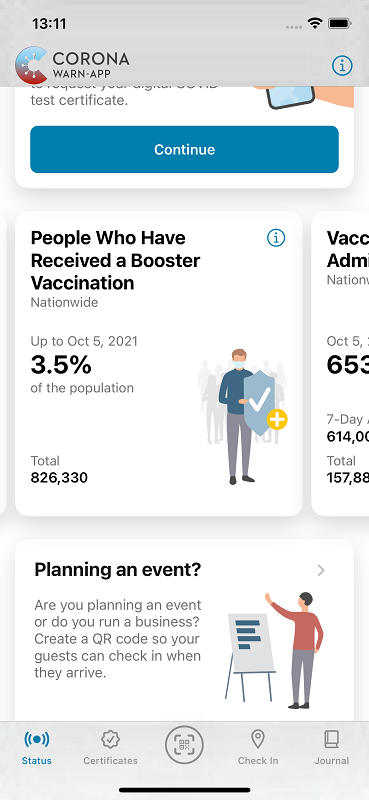 13:11
CORONA
WARN-APP
to request your digital COVID
test certificate.
Continue
People Who Have
Received a Booster
Vaccination
Nationwide
Up to Oct 5, 2021
3.5%
of the population
Total
826,330
Vacc
Admi
Nationw
Oct 5, 2
653
7-Day A
614,00
Total
157,88
Planning an event?
Are you planning an event
or do you run a business?
Create a QR code so your
guests can check in when
they arrive.
Status
Certificates
Check In
Journal